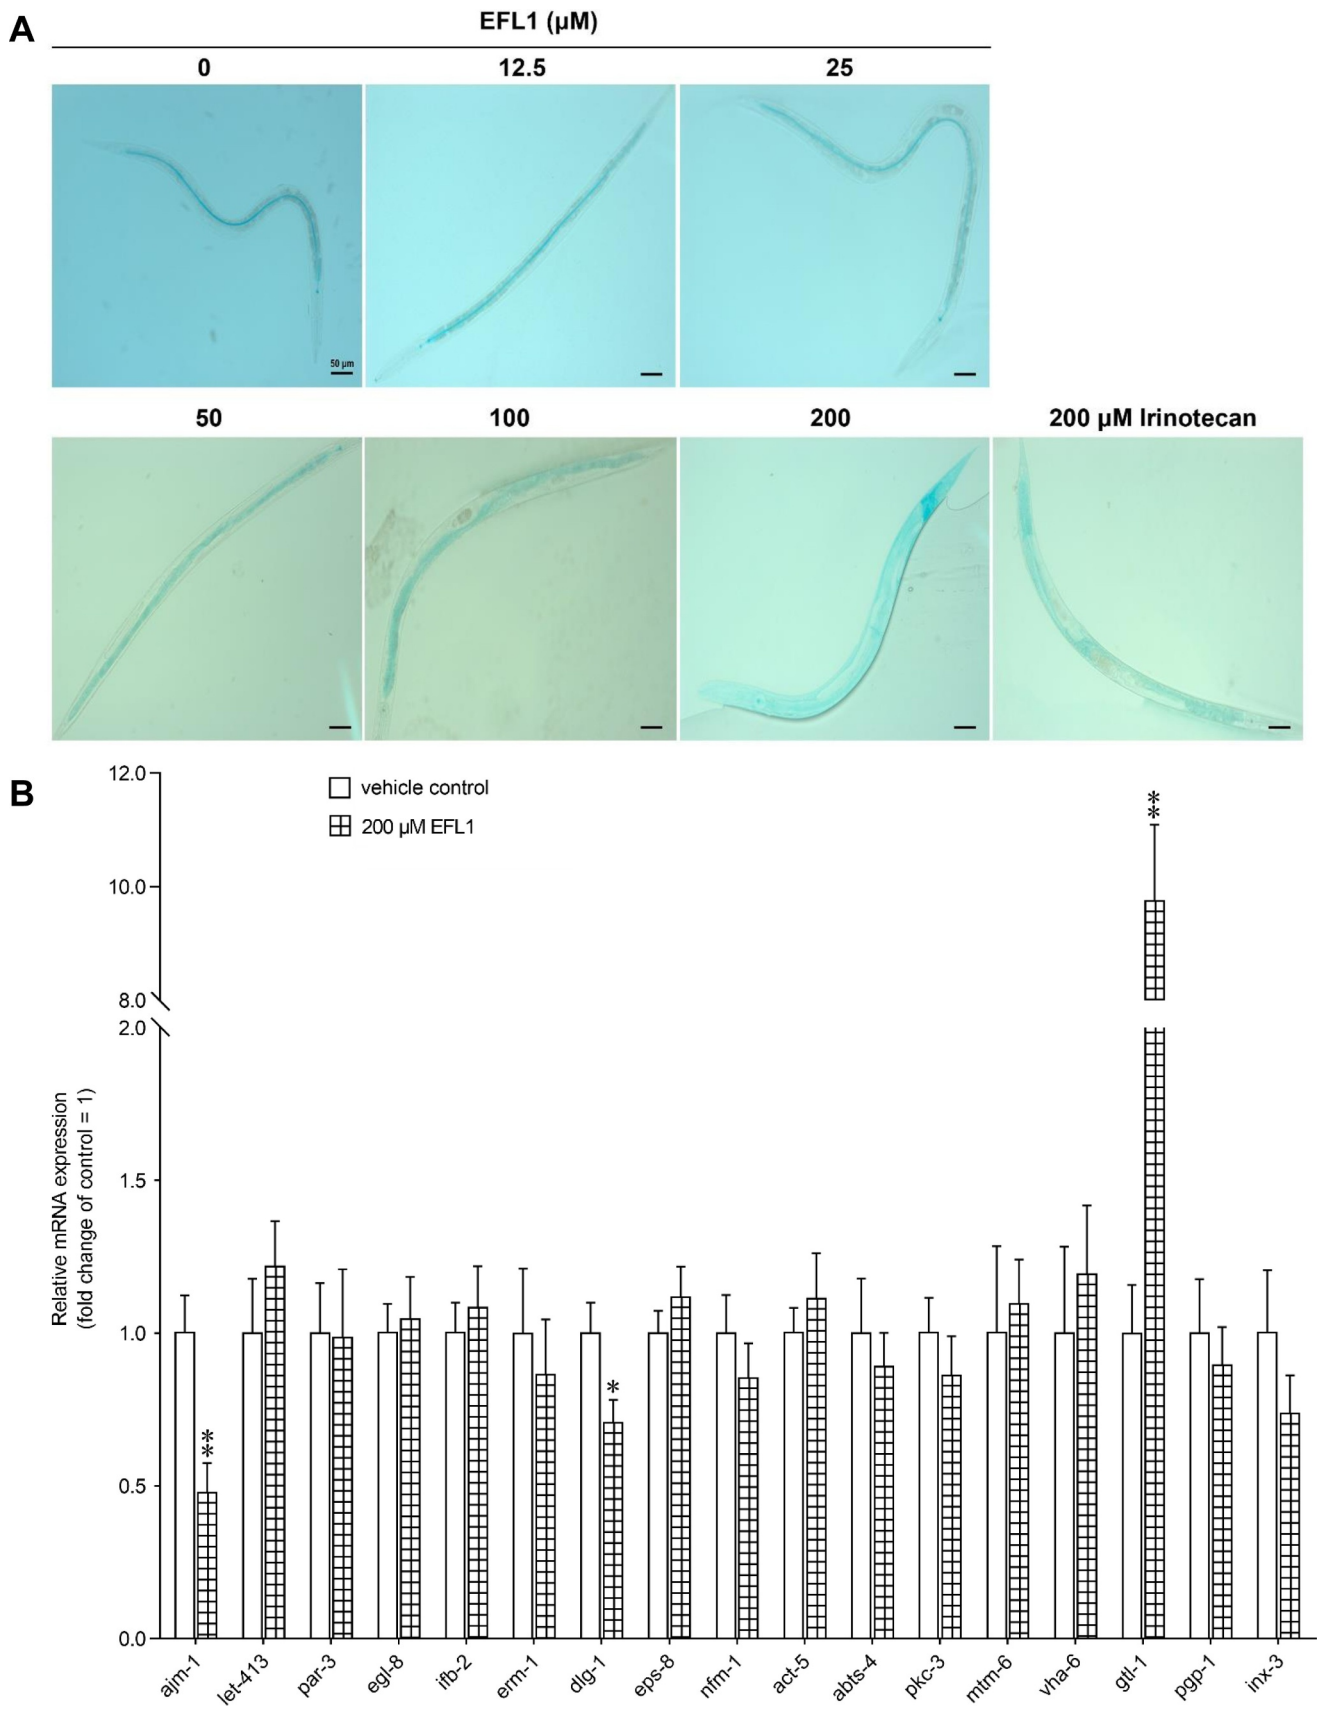 A
EFL1 (µM)
0
12.5
25
50 µm
50
100
200
200 µM Irinotecan
B
12.0
10.0
8.0
2.0
1.5
1.0
0.5
0.0
Relative mRNA expression
(fold change of control = 1)
vehicle control
200 µM EFL1
**
*
**
ajm-1
let-413
par-3
egl-8
ifb-2
erm-1
dlg-1
eps-8
nfm-1
act-5
abts-4
pkc-3
mtm-6
vha-6
gtl-1
pgp-1
inx-3